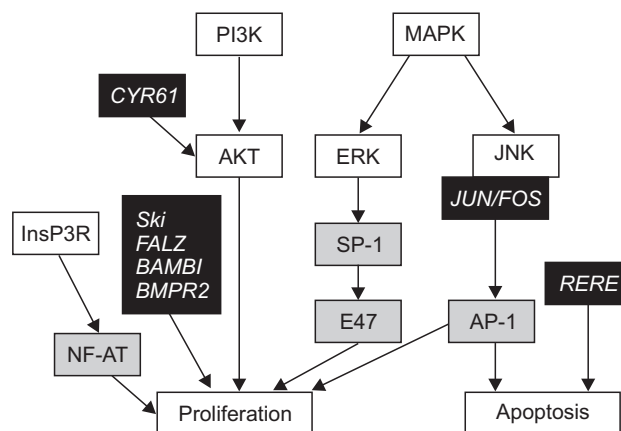 PI3K
MAPK
CYR61
AKT
ERK
JNK
JUN/FOS
InsP3R
Ski
FALZ
BAMBI
BMPR2
SP-1
RERE
NF-AT
E47
AP-1
Proliferation
Apoptosis